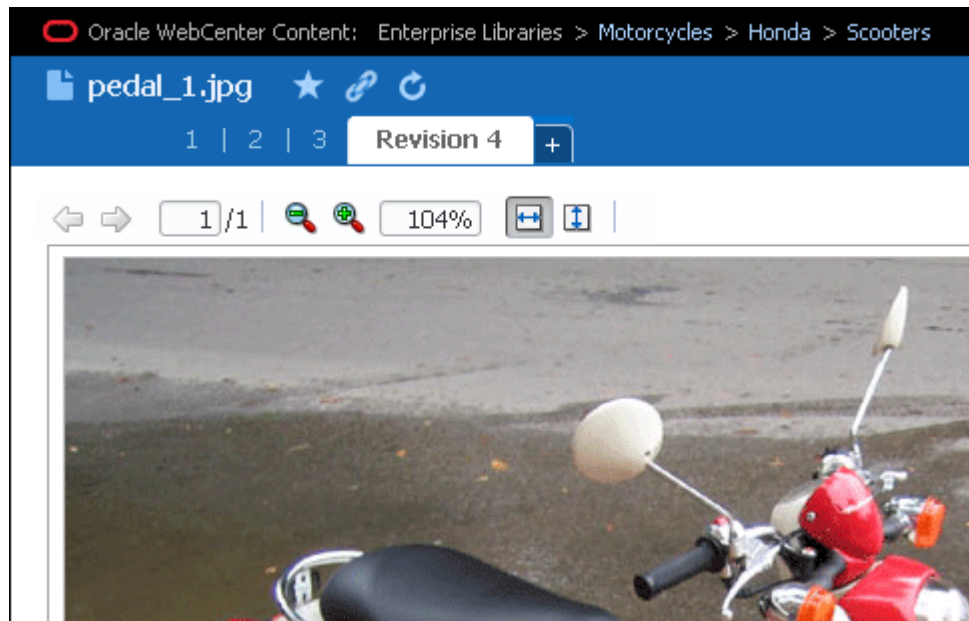 Oracle WebCenter Content: Enterprise Libraries > Motorcycles > Honda > Scooters
pedal_1.jpg
1 | 2 | 3 Revision 4 +
1 /1 104%